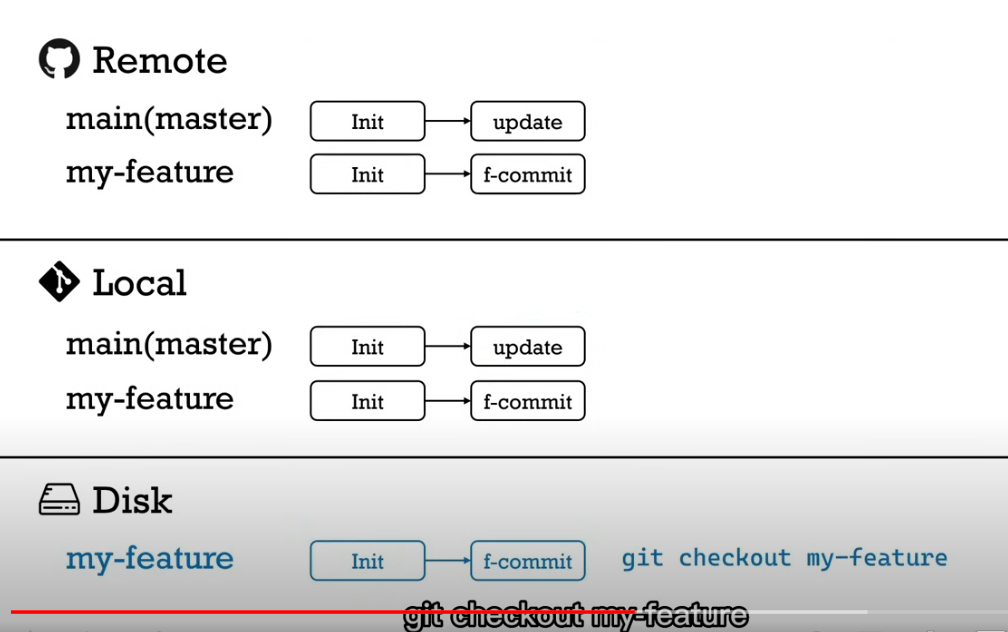 Remote
main(master) Init update
my-feature Init f-commit
Local
main(master) Init update
my-feature Init f-commit
Disk
my-feature Init f-commit git checkout my-feature
git checkout my-feature